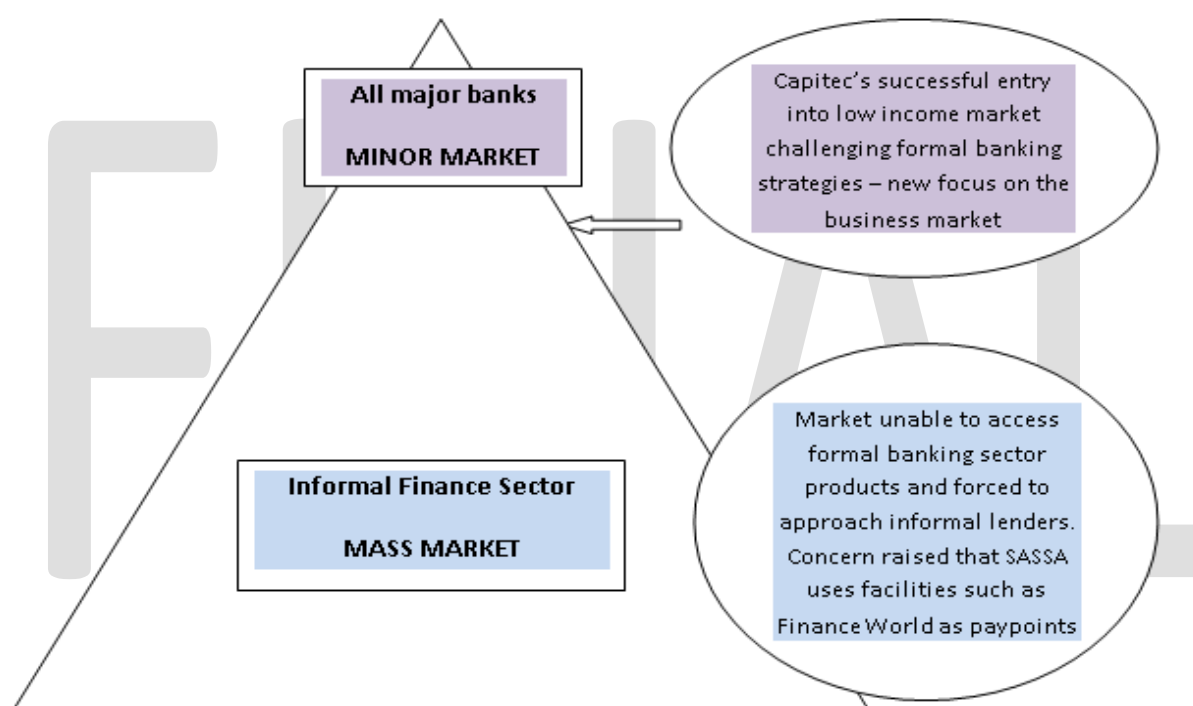 All major banks
MINOR MARKET
Capitec's successful entry
into low income market
challenging formal banking
strategies – new focus on the
business market
Informal Finance Sector
MASS MARKET
Market unable to access
formal banking sector
products and forced to
approach informal lenders.
Concern raised that SASSA
uses facilities such as
Finance World as paypoints
FINAL